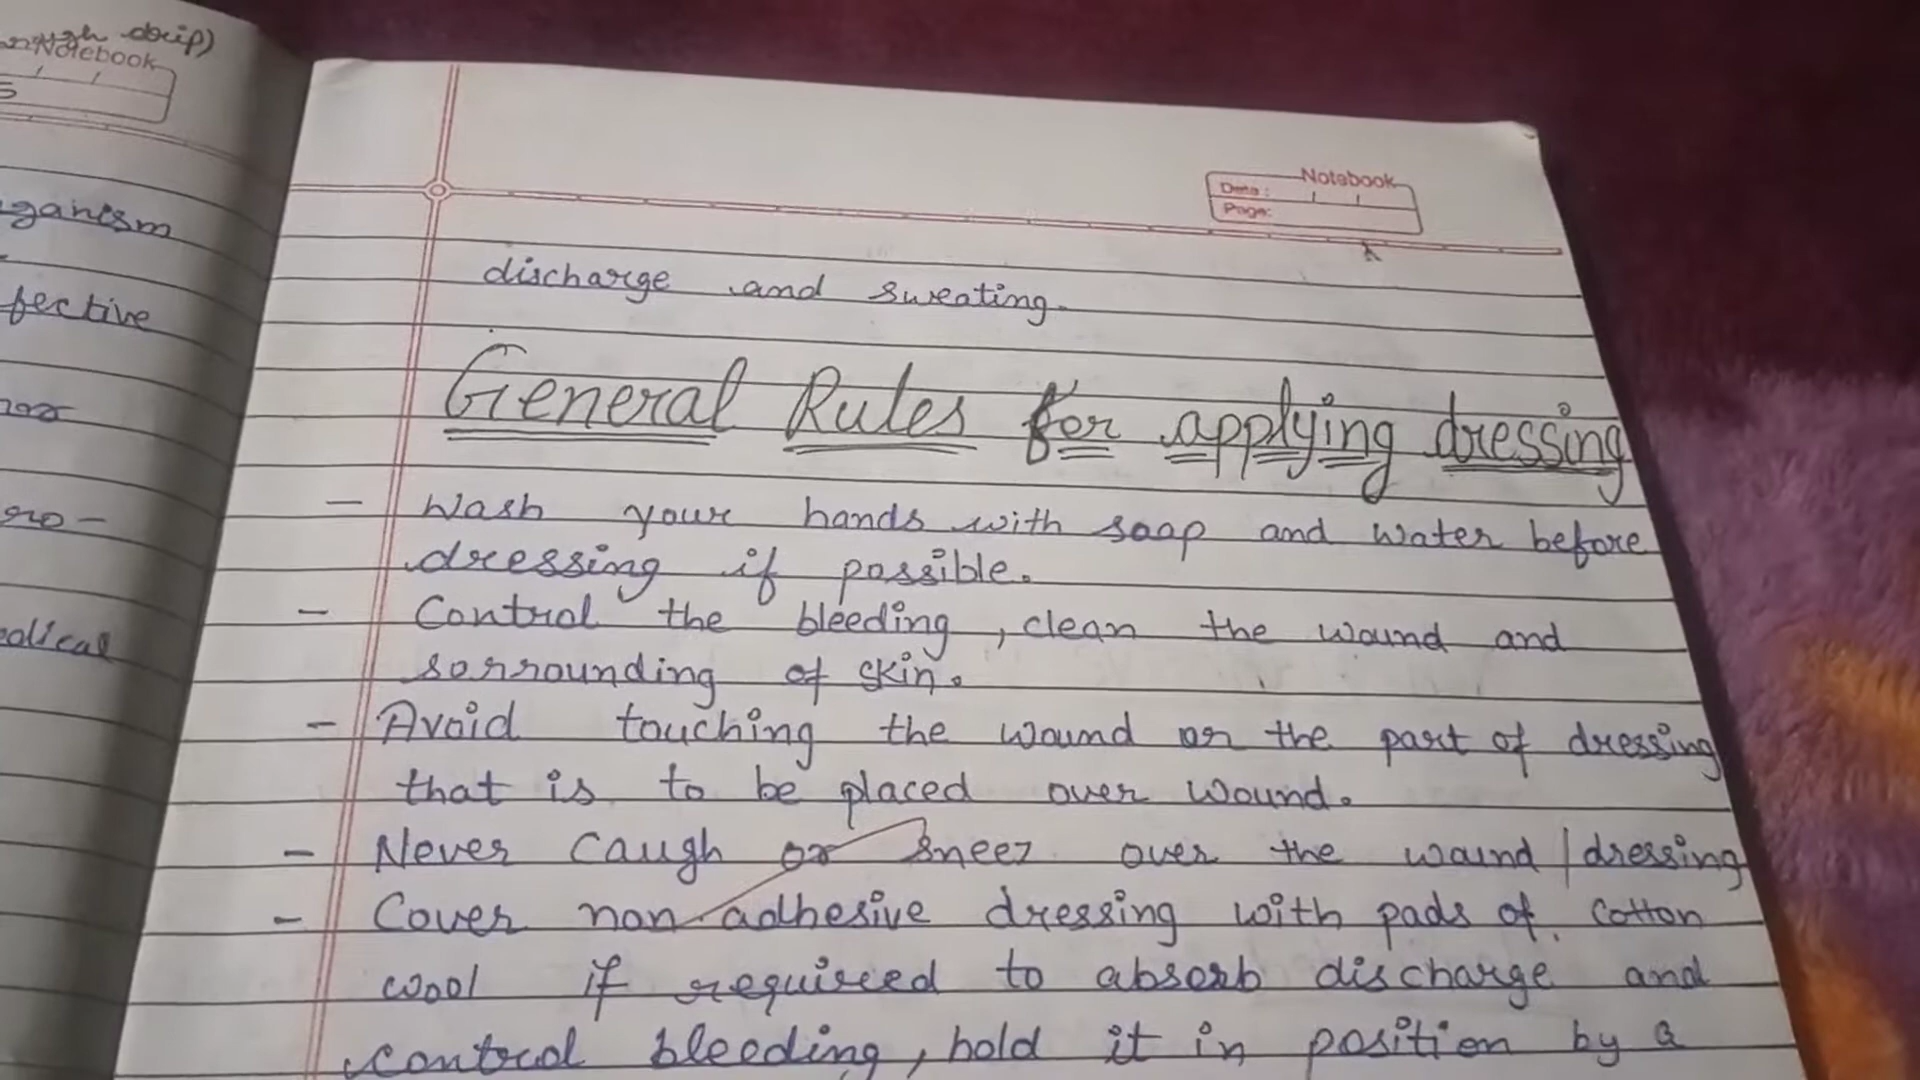 Notebook
5
ganism
fective
ero-
Notebook
Date:
Page:
discharge and sweating.
General Rules for applying dressing
- Wash your hands with soap and water before
dressing if possible.
- Control the bleeding, clean the wound and
sorrounding of skin.
- Avoid touching the wound or the part of dressing
that is to be placed over wound.
- Never caugh or sneez over the wound / dressing
- Cover non-adhesive dressing with pads of cotton
wool if required to absorb discharge and
control bleeding, hold it in position by a